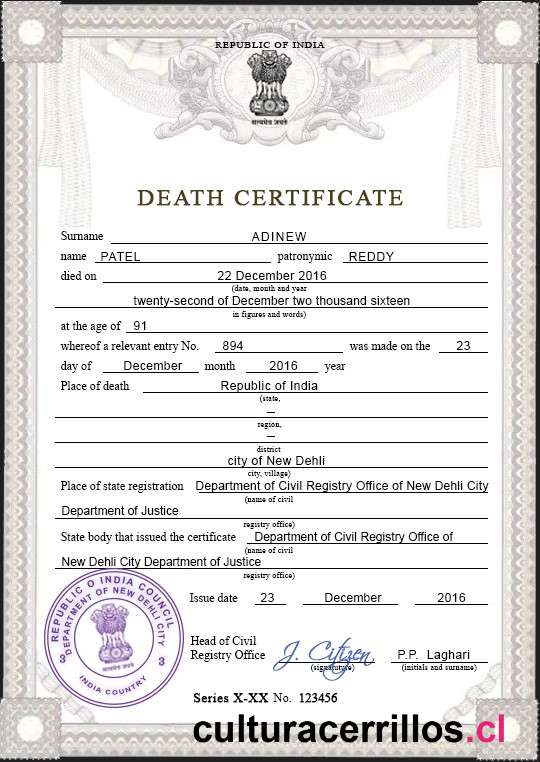 REPUBLIC OF INDIA
सत्यमेव जयते
DEATH CERTIFICATE
Surname ADINEW
name PATEL patronymic REDDY
died on 22 December 2016
(date, month and year
twenty-second of December two thousand sixteen
in figures and words)
at the age of 91
whereof a relevant entry No. 894 was made on the 23
day of December month 2016 year
Place of death Republic of India
(state,
—
region,
—
district
city of New Dehli
city, village)
Place of state registration Department of Civil Registry Office of New Dehli City
(name of civil
Department of Justice
registry office)
State body that issued the certificate Department of Civil Registry Office of
(name of civil
New Dehli City Department of Justice
registry office)
REPUBLIC O INDIA COUNCIL
DEPARTMENT OF NEW DEHLI CITY
3 3
INDIA COUNTRY
Issue date 23 December 2016
Head of Civil
Registry Office J. Citizen, P.P. Laghari
(signature) (initials and surname)
Series X-XX No. 123456
culturacerrillos.cl